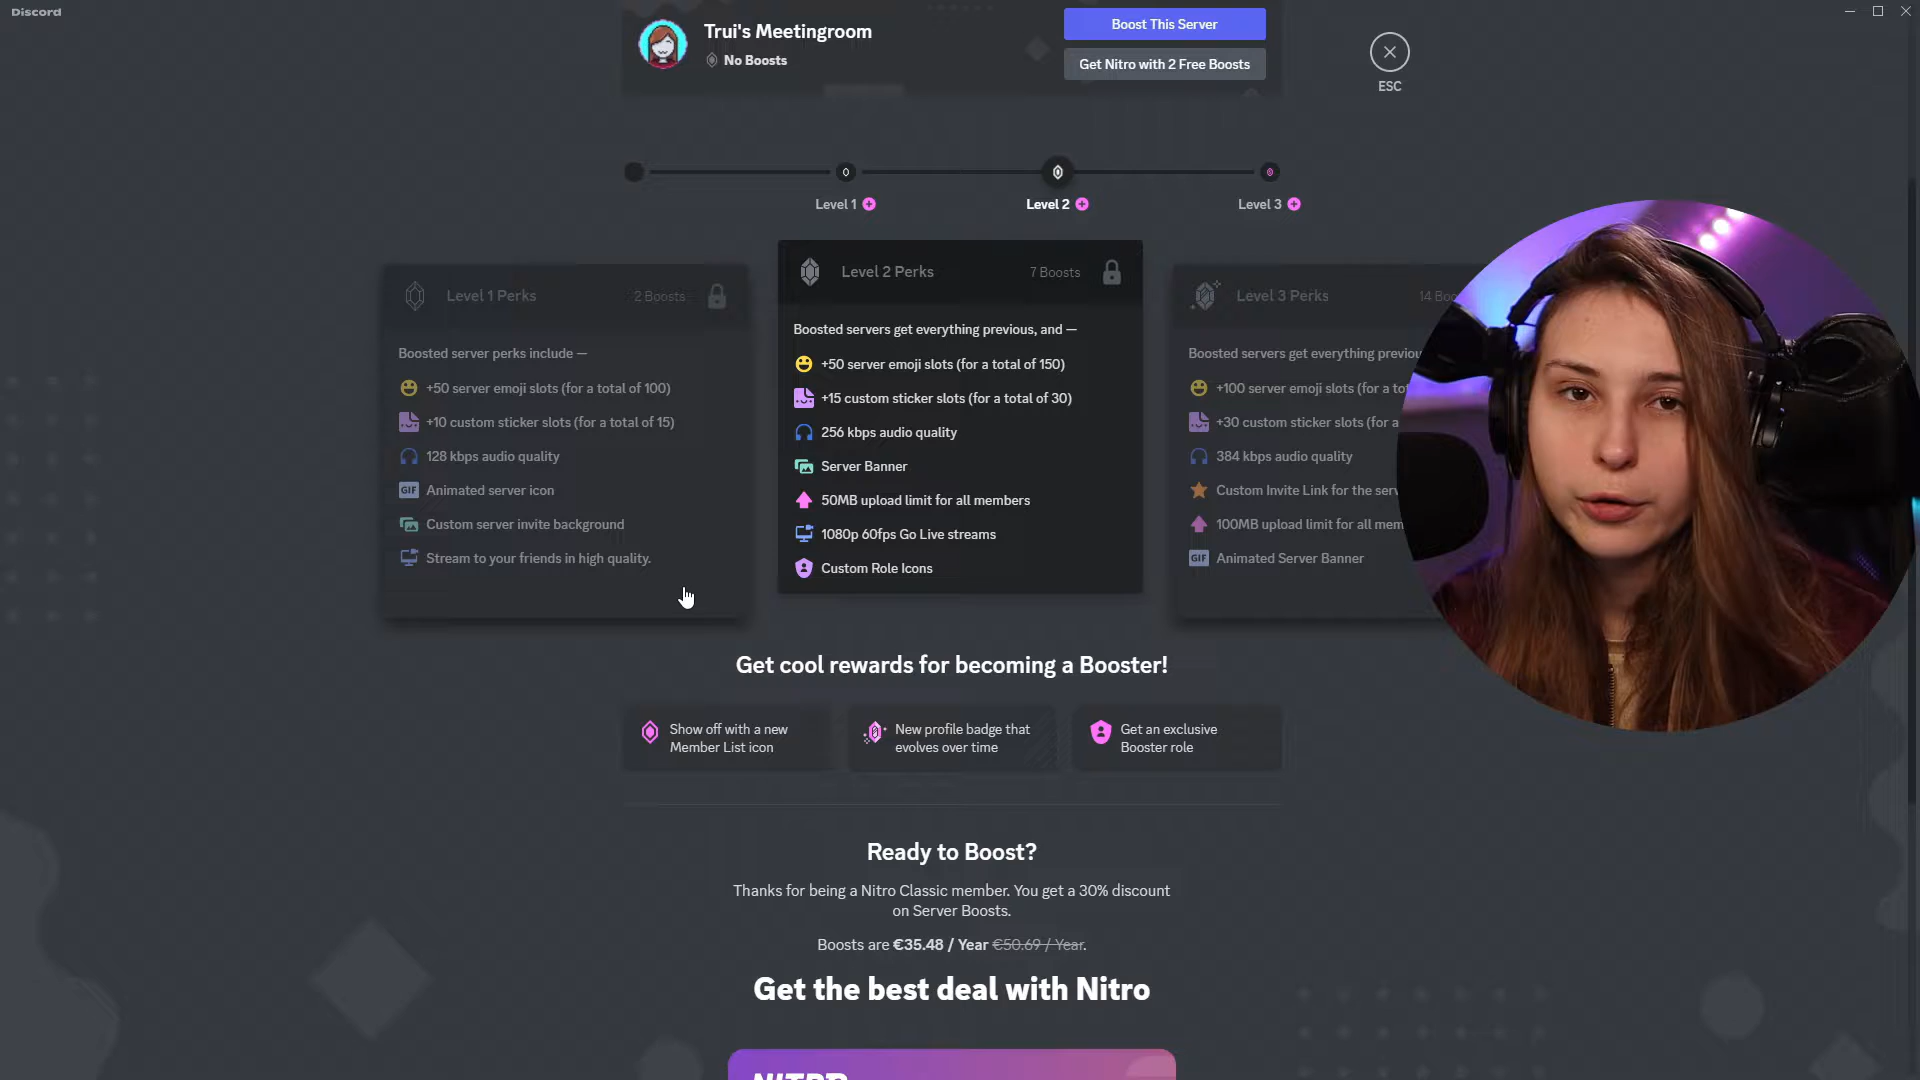 Discord
Trui's Meetingroom
No Boosts
Boost This Server
Get Nitro with 2 Free Boosts
ESC
Level 1
Level 2
Level 3
Level 1 Perks
2 Boosts
Boosted server perks include —
+50 server emoji slots (for a total of 100)
+10 custom sticker slots (for a total of 15)
128 kbps audio quality
GIF Animated server icon
Custom server invite background
Stream to your friends in high quality.
Level 2 Perks
7 Boosts
Boosted servers get everything previous, and —
+50 server emoji slots (for a total of 150)
+15 custom sticker slots (for a total of 30)
256 kbps audio quality
Server Banner
50MB upload limit for all members
1080p 60fps Go Live streams
Custom Role Icons
Level 3 Perks
14
Boosted servers get everything
+100 server emoji slots (for a
+30 custom sticker slots (for a
384 kbps audio quality
Custom Invite Link for the
100MB upload limit for all
GIF Animated Server Banner
Get cool rewards for becoming a Booster!
Show off with a new
Member List icon
New profile badge that
evolves over time
Get an exclusive
Booster role
Ready to Boost?
Thanks for being a Nitro Classic member. You get a 30% discount
on Server Boosts.
Boosts are €35.48 / Year €50.69 / Year.
Get the best deal with Nitro